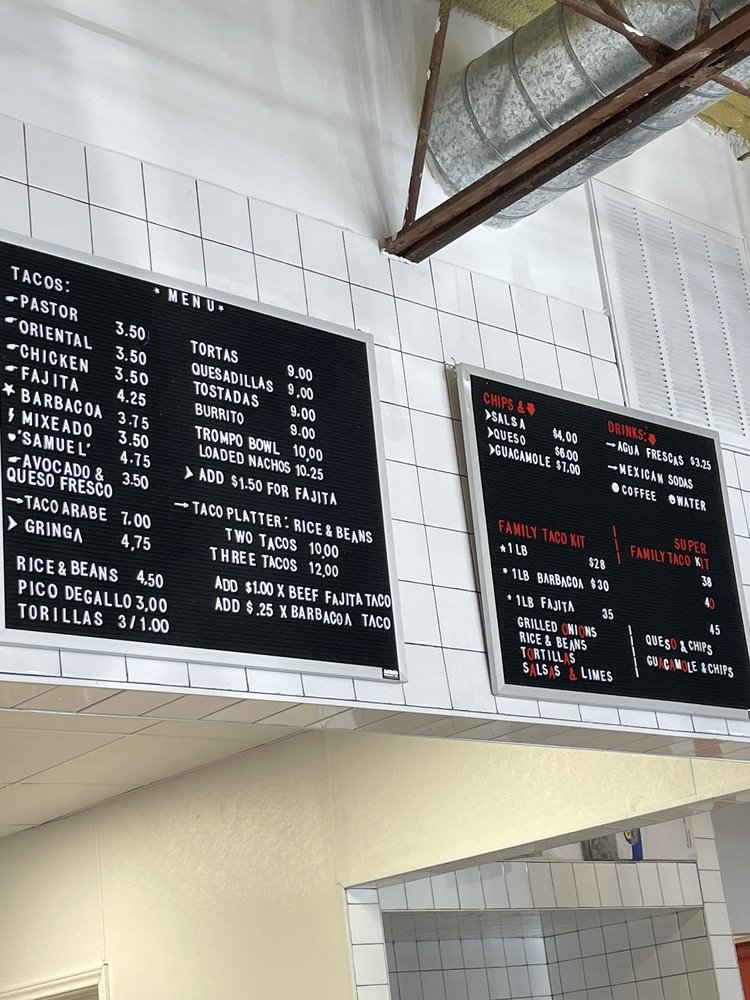 * MENU *
TACOS:
PASTOR 3.50
ORIENTAL 3.50
CHICKEN 3.50
FAJITA 4.25
BARBACOA 3.75
MIXEADO 3.50
"SAMUEL" 4.75
AVOCADO & QUESO FRESCO 3.50
TACO ARABE 7.00
GRINGA 4.75
RICE & BEANS 4.50
PICO DEGALLO 3.00
TORILLAS 3/1.00
TORTAS 9.00
QUESADILLAS 9.00
TOSTADAS 9.00
BURRITO 9.00
TROMPO BOWL 10.00
LOADED NACHOS 10.25
ADD $1.50 FOR FAJITA
TACO PLATTER: RICE & BEANS
TWO TACOS 10.00
THREE TACOS 12.00
ADD $1.00 X BEEF FAJITA TACO
ADD $.25 X BARBACOA TACO
CHIPS &
SALSA $4.00
QUESO $6.00
GUACAMOLE $7.00
DRINKS:
AGUA FRESCAS $3.25
MEXICAN SODAS
COFFEE WATER
FAMILY TACO KIT
*1 LB $28
*1LB BARBACOA $30
*1LB FAJITA 35
GRILLED ONIONS
RICE & BEANS
TORTILLAS
SALSAS & LIMES
SUPER
FAMILY TACO KIT
38
40
45
QUESO & CHIPS
GUACAMOLE & CHIPS